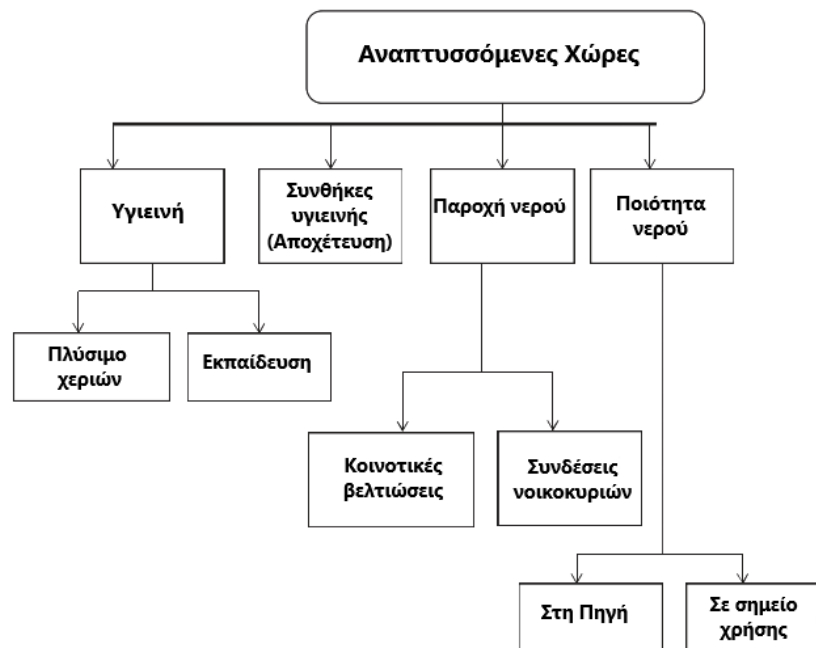 Αναπτυσσόμενες Χώρες
Υγιεινή
Συνθήκες
υγιεινής
(Αποχέτευση)
Παροχή νερού
Ποιότητα
νερού
Πλύσιμο
χεριών
Εκπαίδευση
Κοινοτικές
βελτιώσεις
Συνδέσεις
νοικοκυριών
Στη Πηγή
Σε σημείο
χρήσης